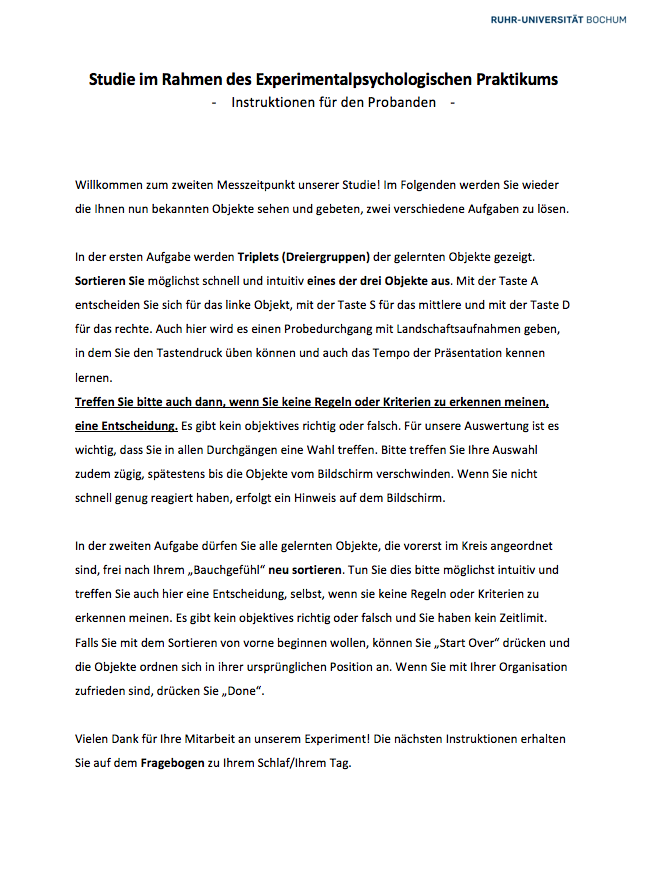 RUHR-UNIVERSITÄT BOCHUM
Studie im Rahmen des Experimentalpsychologischen Praktikums
- Instruktionen für den Probanden -
Willkommen zum zweiten Messzeitpunkt unserer Studie! Im Folgenden werden Sie wieder
die Ihnen nun bekannten Objekte sehen und gebeten, zwei verschiedene Aufgaben zu lösen.
In der ersten Aufgabe werden Triplets (Dreiergruppen) der gelernten Objekte gezeigt.
Sortieren Sie möglichst schnell und intuitiv eines der drei Objekte aus. Mit der Taste A
entscheiden Sie sich für das linke Objekt, mit der Taste S für das mittlere und mit der Taste D
für das rechte. Auch hier wird es einen Probedurchgang mit Landschaftsaufnahmen geben,
in dem Sie den Tastendruck üben können und auch das Tempo der Präsentation kennen
lernen.
Treffen Sie bitte auch dann, wenn Sie keine Regeln oder Kriterien zu erkennen meinen,
eine Entscheidung. Es gibt kein objektives richtig oder falsch. Für unsere Auswertung ist es
wichtig, dass Sie in allen Durchgängen eine Wahl treffen. Bitte treffen Sie Ihre Auswahl
zudem zügig, spätestens bis die Objekte vom Bildschirm verschwinden. Wenn Sie nicht
schnell genug reagiert haben, erfolgt ein Hinweis auf dem Bildschirm.
In der zweiten Aufgabe dürfen Sie alle gelernten Objekte, die vorerst im Kreis angeordnet
sind, frei nach Ihrem „Bauchgefühl“ neu sortieren. Tun Sie dies bitte möglichst intuitiv und
treffen Sie auch hier eine Entscheidung, selbst, wenn sie keine Regeln oder Kriterien zu
erkennen meinen. Es gibt kein objektives richtig oder falsch und Sie haben kein Zeitlimit.
Falls Sie mit dem Sortieren von vorne beginnen wollen, können Sie „Start Over“ drücken und
die Objekte ordnen sich in ihrer ursprünglichen Position an. Wenn Sie mit Ihrer Organisation
zufrieden sind, drücken Sie „Done“.
Vielen Dank für Ihre Mitarbeit an unserem Experiment! Die nächsten Instruktionen erhalten
Sie auf dem Fragebogen zu Ihrem Schlaf/Ihrem Tag.